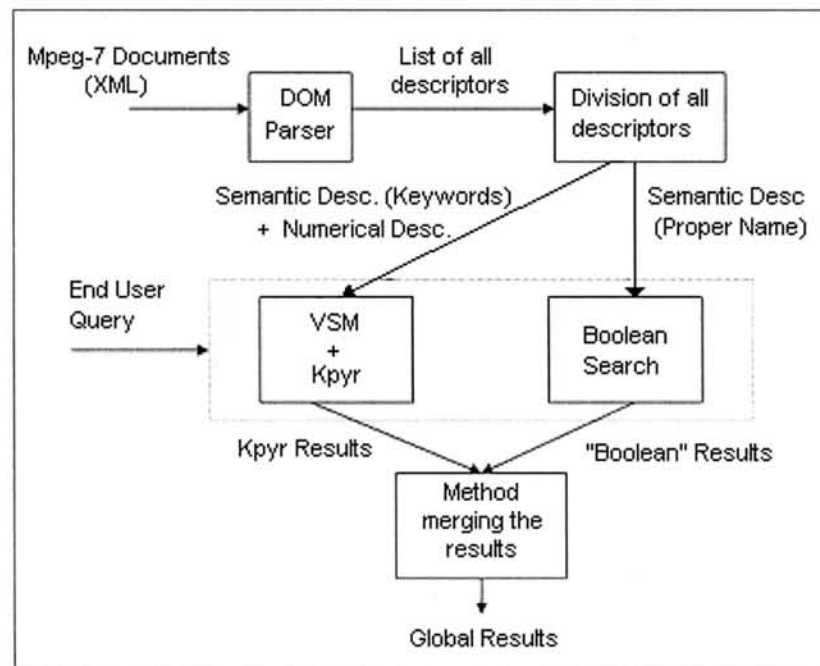 Mpeg-7 Documents
(XML)
List of all
descriptors
DOM
Parser
Division of all
descriptors
Semantic Desc. (Keywords)
+ Numerical Desc.
Semantic Desc
(Proper Name)
End User
Query
VSM
+
Kpyr
Boolean
Search
Kpyr Results
"Boolean" Results
Method
merging the
results
Global Results